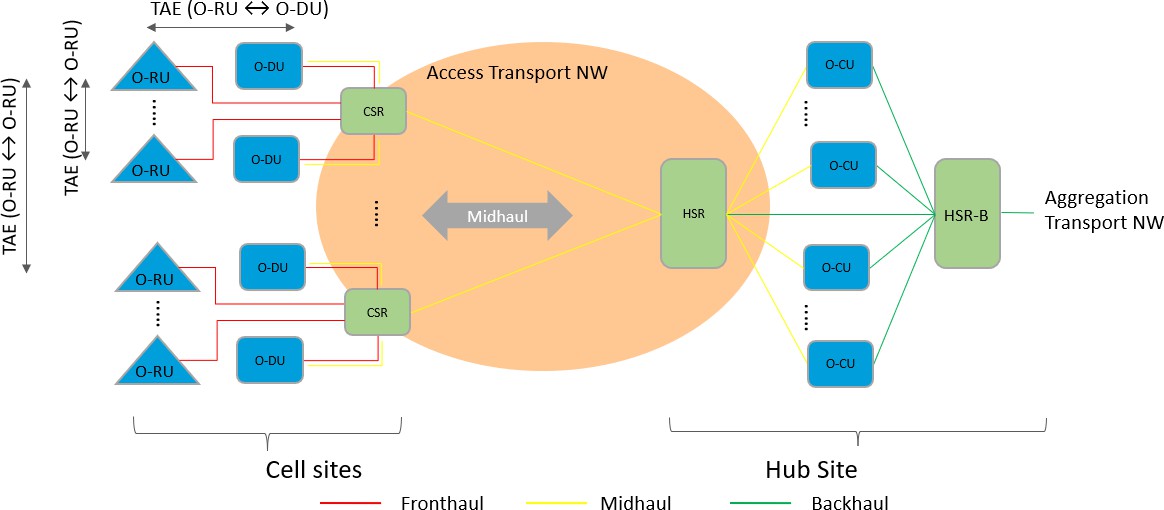 TAE (O-RU ↔ O-DU)
TAE (O-RU ↔ O-RU)
TAE (O-RU ↔ O-RU)
O-RU
O-DU
Access Transport NW
CSR
O-RU
O-DU
O-CU
O-CU
Midhaul
HSR
HSR-B
Aggregation
Transport NW
O-RU
O-DU
CSR
O-RU
O-DU
O-CU
O-CU
Cell sites
Hub Site
Fronthaul
Midhaul
Backhaul